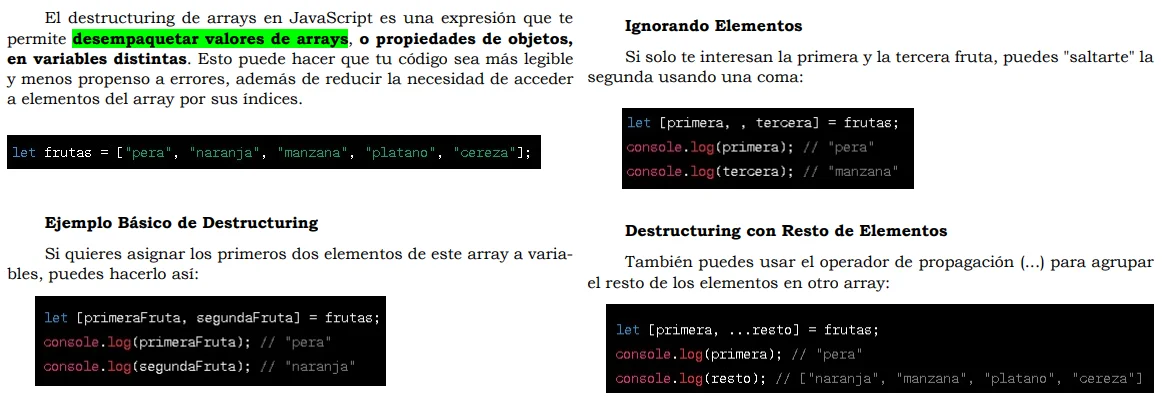 El destructuring de arrays en JavaScript es una expresión que te
permite desempaquetar valores de arrays, o propiedades de objetos,
en variables distintas. Esto puede hacer que tu código sea más legible
y menos propenso a errores, además de reducir la necesidad de acceder
a elementos del array por sus índices.
let frutas = ["pera", "naranja", "manzana", "platano", "cereza"];
Ejemplo Básico de Destructuring
Si quieres asignar los primeros dos elementos de este array a varia-
bles, puedes hacerlo así:
let [primeraFruta, segundaFruta] = frutas;
console.log(primeraFruta); // "pera"
console.log(segundaFruta); // "naranja"
Ignorando Elementos
Si solo te interesan la primera y la tercera fruta, puedes "saltarte" la
segunda usando una coma:
let [primera, , tercera] = frutas;
console.log(primera); // "pera"
console.log(tercera); // "manzana"
Destructuring con Resto de Elementos
También puedes usar el operador de propagación (...) para agrupar
el resto de los elementos en otro array:
let [primera, ...resto] = frutas;
console.log(primera); // "pera"
console.log(resto); // ["naranja", "manzana", "platano", "cereza"]